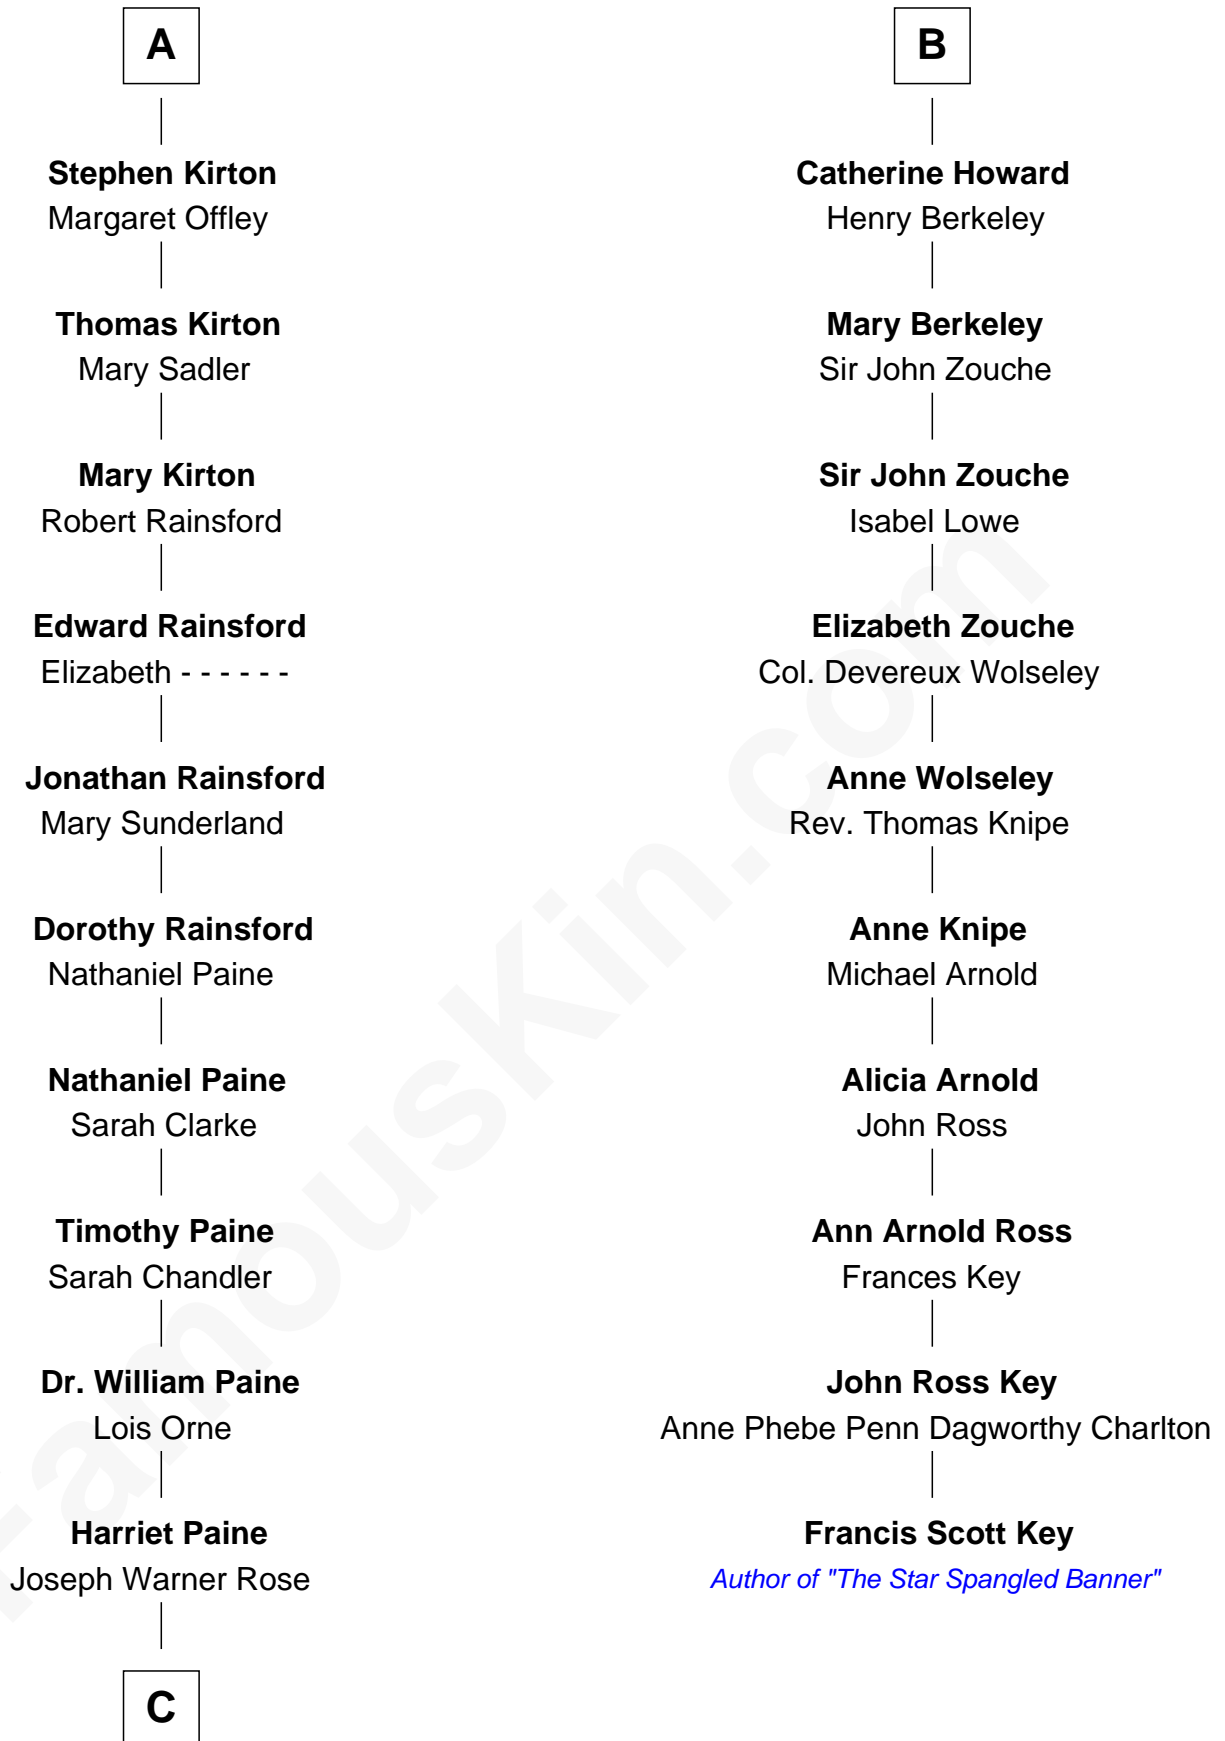 A
Stephen Kirton
Margaret Offley
Thomas Kirton
Mary Sadler
Mary Kirton
Robert Rainsford
Edward Rainsford
Elizabeth - - - - - -
Jonathan Rainsford
Mary Sunderland
Dorothy Rainsford
Nathaniel Paine
Nathaniel Paine
Sarah Clarke
Timothy Paine
Sarah Chandler
Dr. William Paine
Lois Orne
Harriet Paine
Joseph Warner Rose
C
B
Catherine Howard
Henry Berkeley
Mary Berkeley
Sir John Zouche
Sir John Zouche
Isabel Lowe
Elizabeth Zouche
Col. Devereux Wolseley
Anne Wolseley
Rev. Thomas Knipe
Anne Knipe
Michael Arnold
Alicia Arnold
John Ross
Ann Arnold Ross
Frances Key
John Ross Key
Anne Phebe Penn Dagworthy Charlton
Francis Scott Key
Author of "The Star Spangled Banner"
FamousKin.com